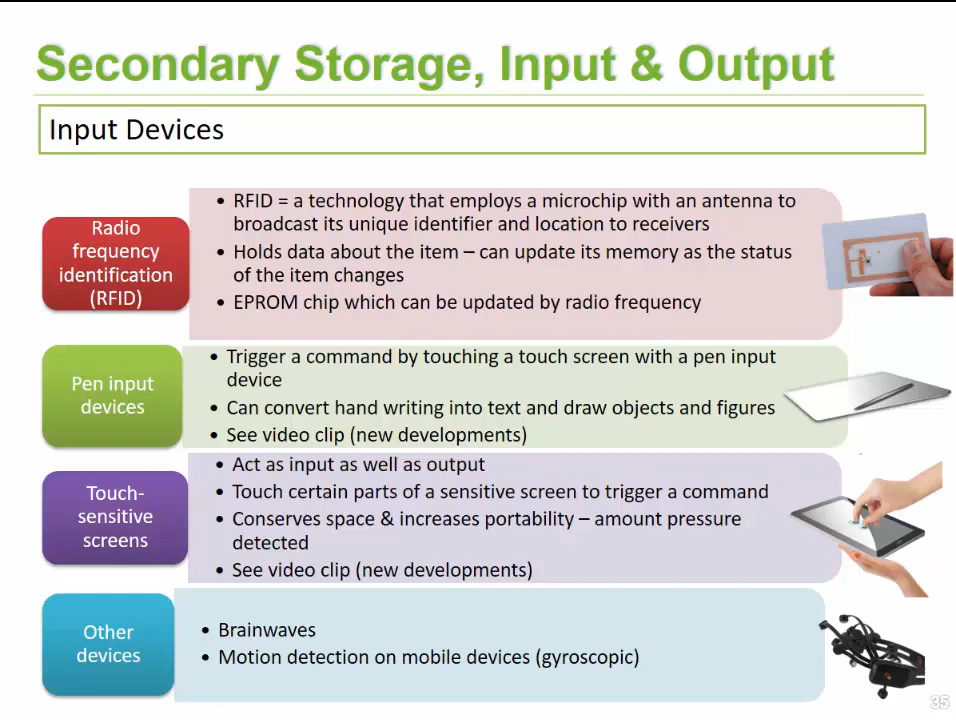 Secondary Storage, Input & Output
Input Devices
Radio
frequency
identification
(RFID)
• RFID = a technology that employs a microchip with an antenna to
broadcast its unique identifier and location to receivers
• Holds data about the item – can update its memory as the status
of the item changes
• EPROM chip which can be updated by radio frequency
Pen input
devices
• Trigger a command by touching a touch screen with a pen input
device
• Can convert hand writing into text and draw objects and figures
• See video clip (new developments)
Touch-
sensitive
screens
• Act as input as well as output
• Touch certain parts of a sensitive screen to trigger a command
• Conserves space & increases portability – amount pressure
detected
• See video clip (new developments)
Other
devices
• Brainwaves
• Motion detection on mobile devices (gyroscopic)
35